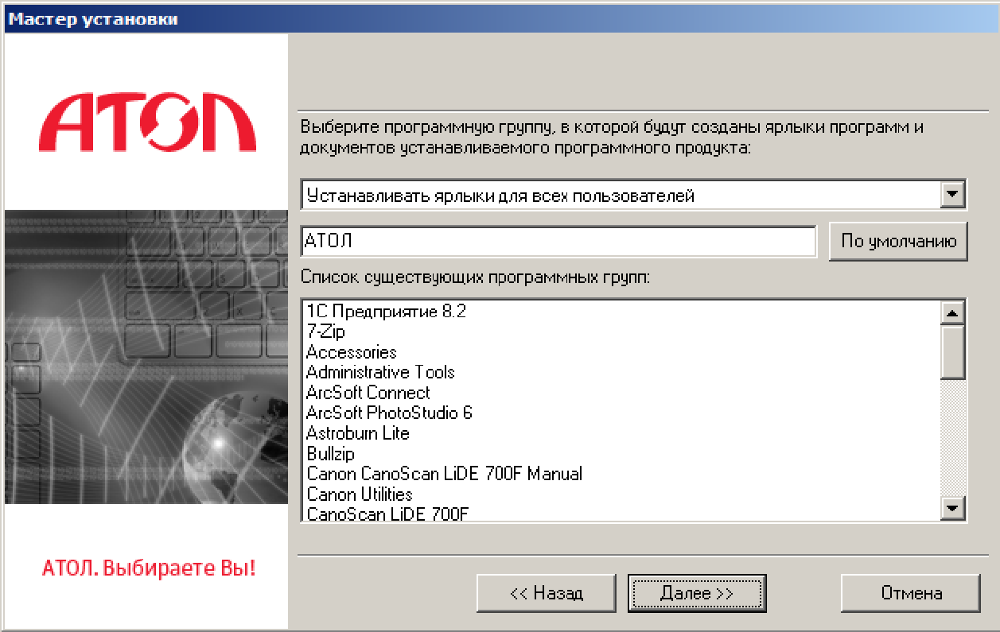 Мастер установки
АТОЛ
Выберите программную группу, в которой будут созданы ярлыки программ и
документов устанавливаемого программного продукта:
Устанавливать ярлыки для всех пользователей
АТОЛ
По умолчанию
Список существующих программных групп:
1С Предприятие 8.2
7-Zip
Accessories
Administrative Tools
ArcSoft Connect
ArcSoft PhotoStudio 6
Astroburn Lite
Bullzip
Canon CanoScan LiDE 700F Manual
Canon Utilities
CanoScan LiDE 700F
АТОЛ. Выбираете Вы!
<< Назад
Далее >>
Отмена